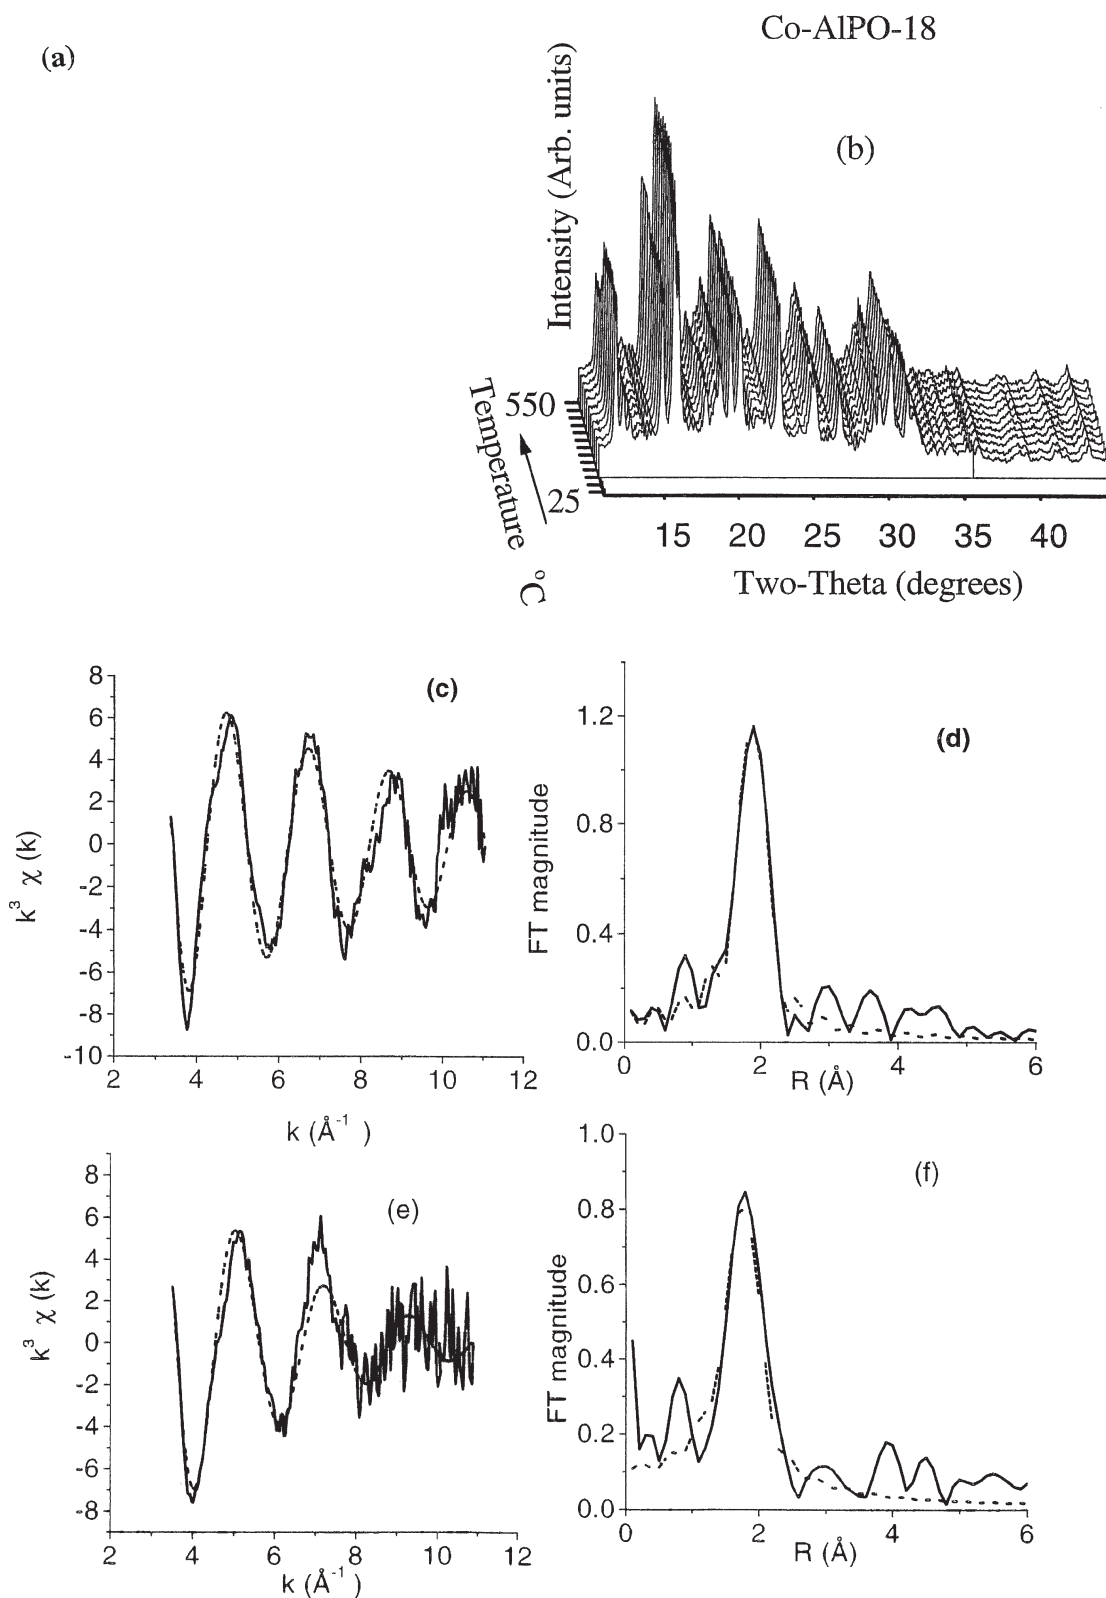 Co-AlPO-18
(a)
(b)
Intensity (Arb. units)
Temperature
°C
550
25
15 20 25 30 35 40
Two-Theta (degrees)
(c)
8
6
4
2
0
-2
-4
-6
-8
-10
k³ χ (k)
2 4 6 8 10 12
k (Å⁻¹ )
(d)
1.2
0.8
0.4
0.0
FT magnitude
0 2 4 6
R (Å)
(e)
8
6
4
2
0
-2
-4
-6
-8
k³ χ (k)
2 4 6 8 10 12
k (Å⁻¹ )
(f)
1.0
0.8
0.6
0.4
0.2
0.0
FT magnitude
0 2 4 6
R (Å)